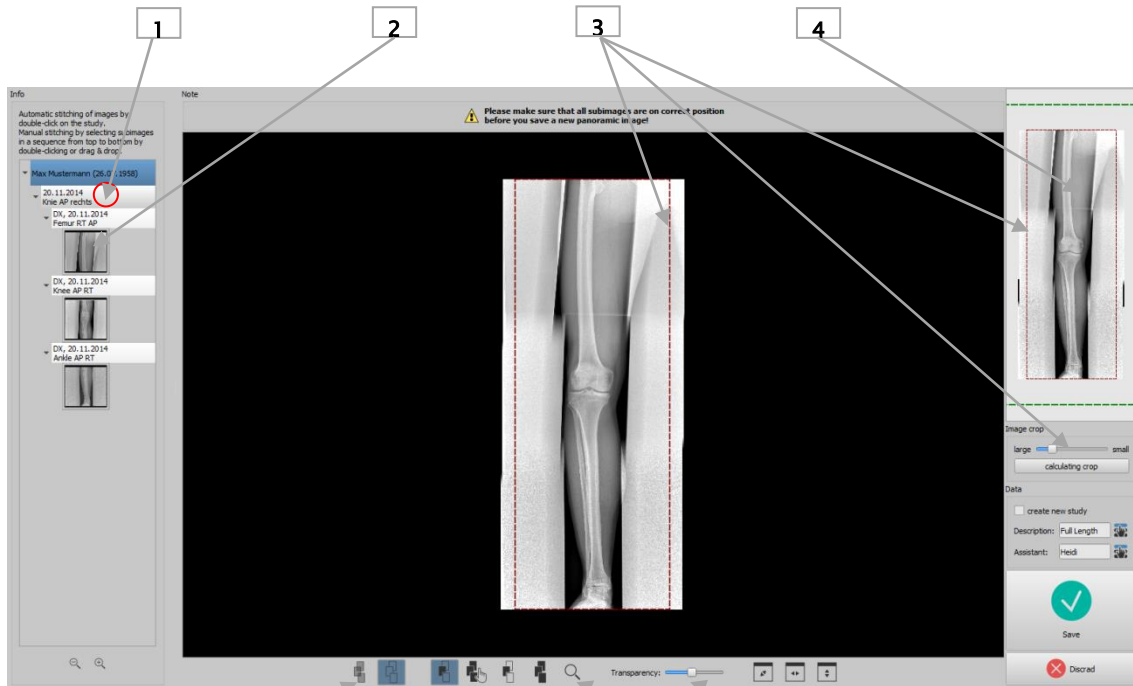 1
2
3
4
Info
Note
Automatic stitching of images by
double-click on the study.
Manual stitching by selecting subimages
in a sequence from top to bottom by
double-clicking or drag & drop.
Please make sure that all subimages are on correct position
before you save a new panoramic image!
Max Mustermann (26.0 .1958)
20.11.2014
Knie AP rechts
DX, 20.11.2014
Femur RT AP
DX, 20.11.2014
Knee AP RT
DX, 20.11.2014
Ankle AP RT
Image crop
large
small
calculating crop
Data
create new study
Description: Full Length
Assistant: Heidi
Save
Discrad
Transparency: